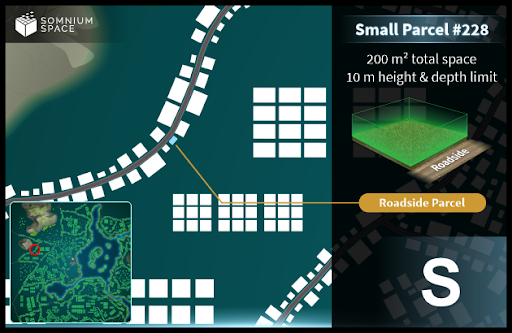 SOMNIUM
SPACE
Small Parcel #228
200 m² total space
10 m height & depth limit
Roadside
Roadside Parcel
S